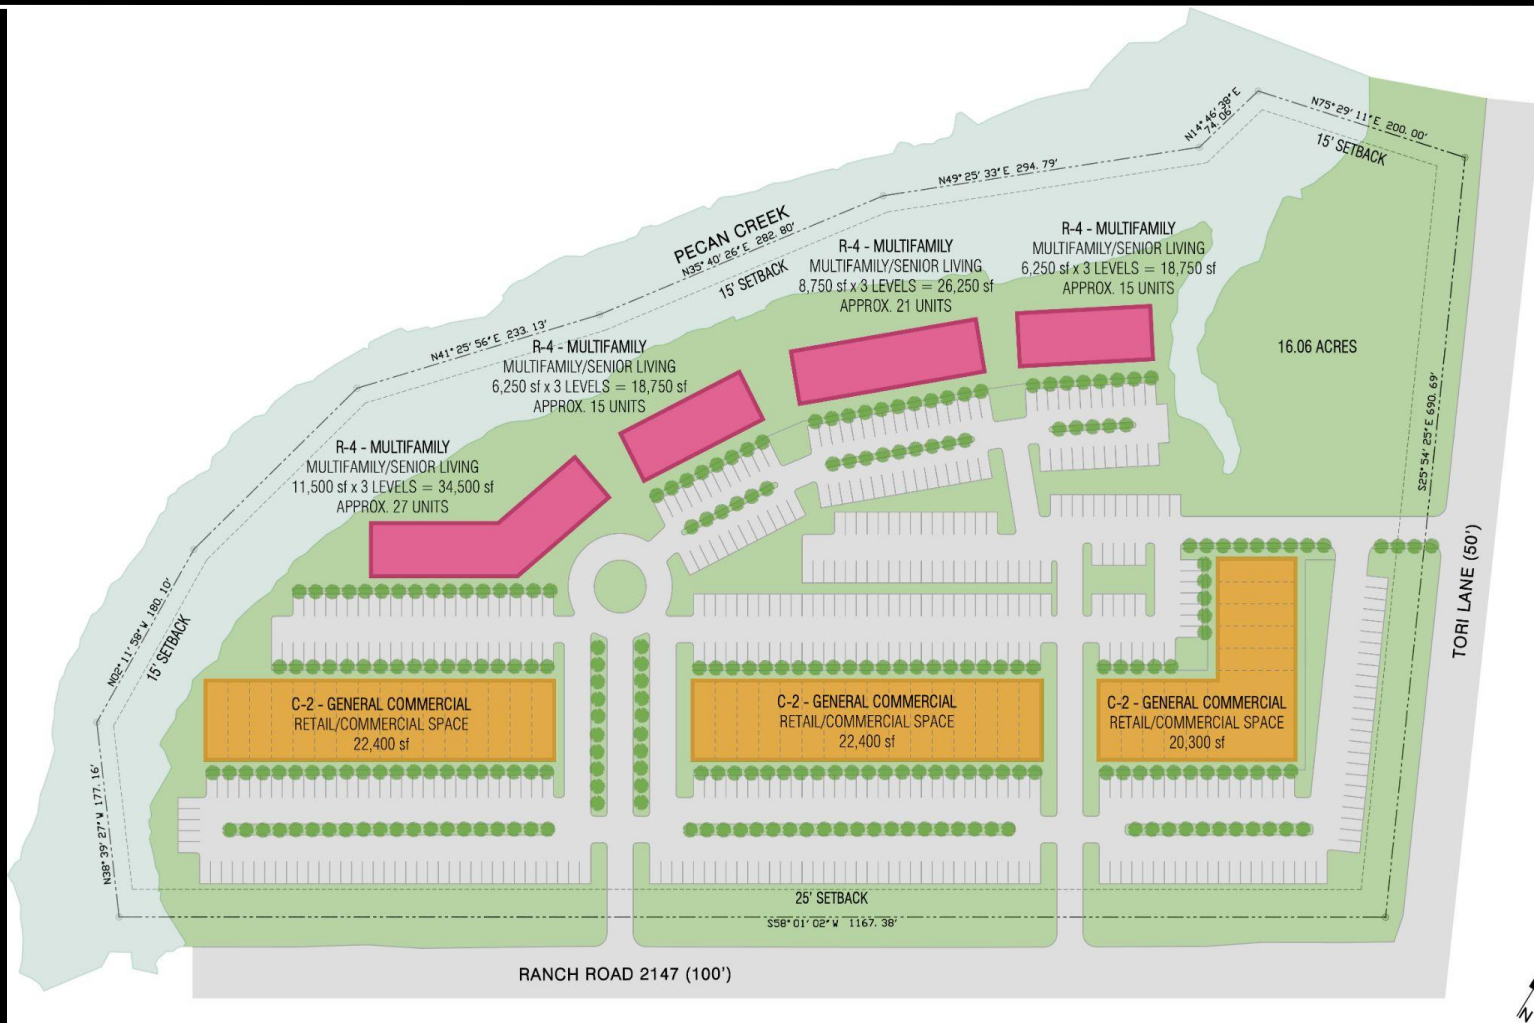 N75° 29' 11" E 200. 00'
15' SETBACK
N14° 46' 38" E
74. 06'
N49° 25' 33" E 294. 79'
PECAN CREEK
N35° 40' 26" E 282. 80'
15' SETBACK
R-4 - MULTIFAMILY
MULTIFAMILY/SENIOR LIVING
6,250 sf x 3 LEVELS = 18,750 sf
APPROX. 15 UNITS
R-4 - MULTIFAMILY
MULTIFAMILY/SENIOR LIVING
8,750 sf x 3 LEVELS = 26,250 sf
APPROX. 21 UNITS
N41° 25' 56" E 233. 13'
R-4 - MULTIFAMILY
MULTIFAMILY/SENIOR LIVING
6,250 sf x 3 LEVELS = 18,750 sf
APPROX. 15 UNITS
16.06 ACRES
S25° 54' 25" E 690. 69'
R-4 - MULTIFAMILY
MULTIFAMILY/SENIOR LIVING
11,500 sf x 3 LEVELS = 34,500 sf
APPROX. 27 UNITS
N02° 11' 58" W 180. 10'
15' SETBACK
TORI LANE (50')
C-2 - GENERAL COMMERCIAL
RETAIL/COMMERCIAL SPACE
22,400 sf
C-2 - GENERAL COMMERCIAL
RETAIL/COMMERCIAL SPACE
22,400 sf
C-2 - GENERAL COMMERCIAL
RETAIL/COMMERCIAL SPACE
20,300 sf
N38° 39' 27" W 177. 16'
25' SETBACK
S58° 01' 02" W 1167. 38'
RANCH ROAD 2147 (100')
N